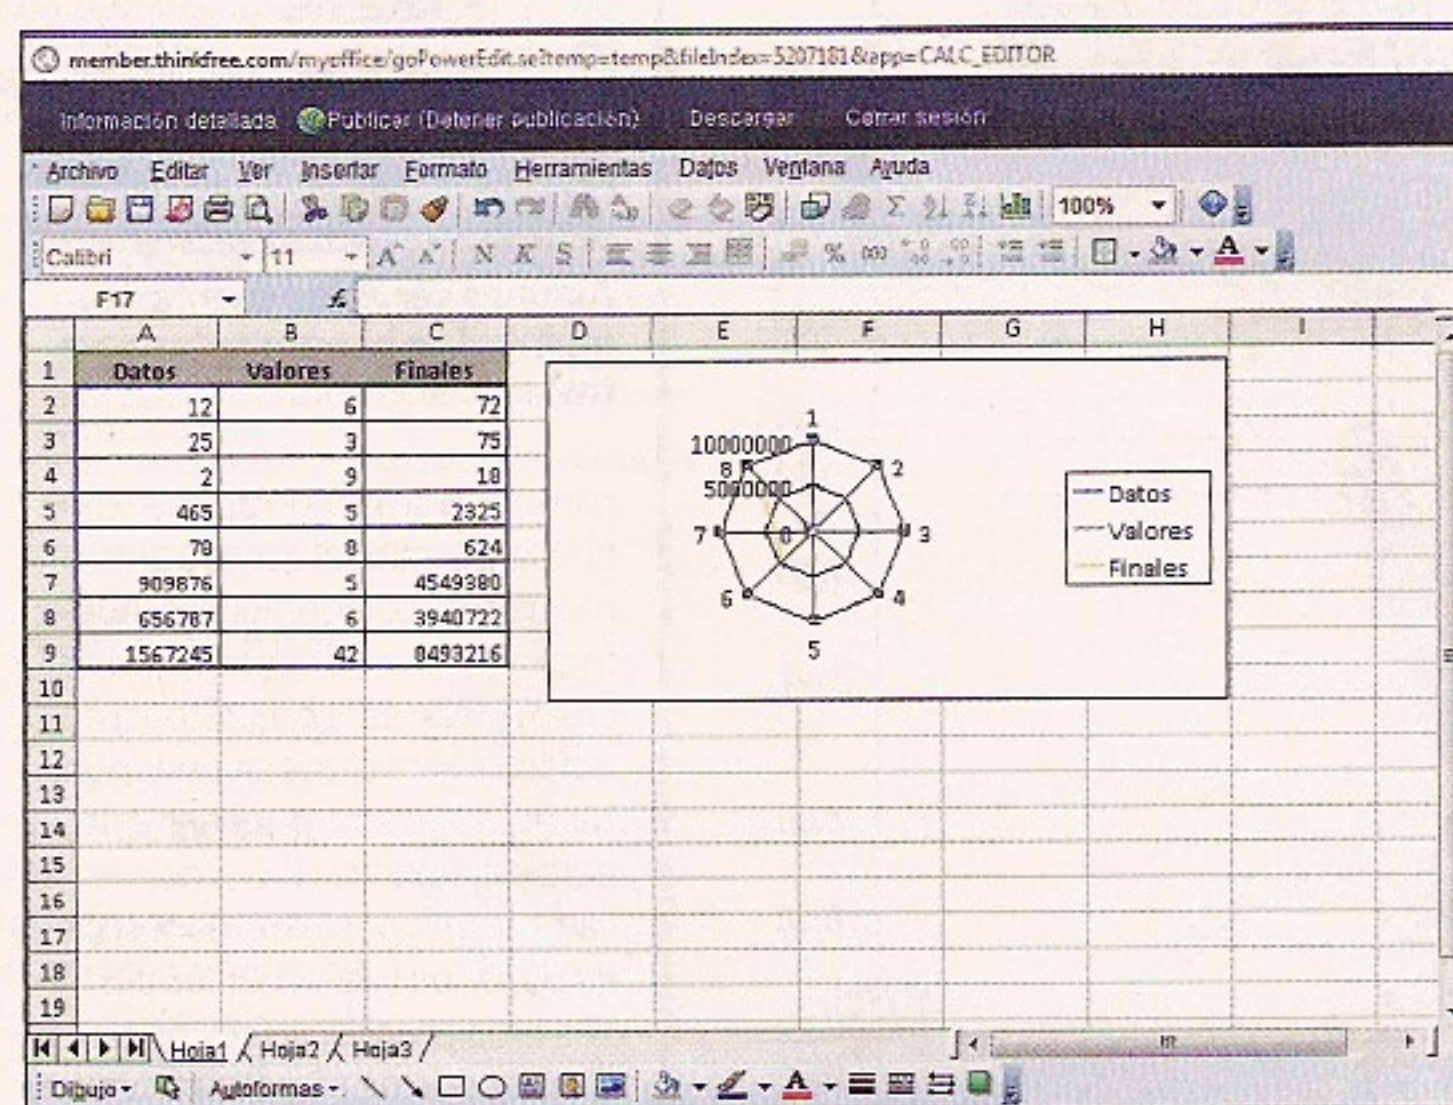 member.thinkfree.com/myoffice/goPowerEdit.se?temp=temp&fileIndex=5207181&app=CALC_EDITOR
Información detallada Publicar (Detener publicación) Descargar Cerrar sesión
Archivo Editar Ver Insertar Formato Herramientas Datos Ventana Ayuda
100%
Calibri 11 N K S % 000 A
F17 fx
A B C D E F G H I
1 Datos Valores Finales
2 12 6 72
3 25 3 75
4 2 9 18
5 465 5 2325
6 78 8 624
7 909876 5 4549380
8 656787 6 3940722
9 1567245 42 8493216
10
11
12
13
14
15
16
17
18
19
1
10000000
8 2
5000000
7 0 3
6 4
5
Datos
Valores
Finales
Hoja1 Hoja2 Hoja3
Dibujo Autoformas A